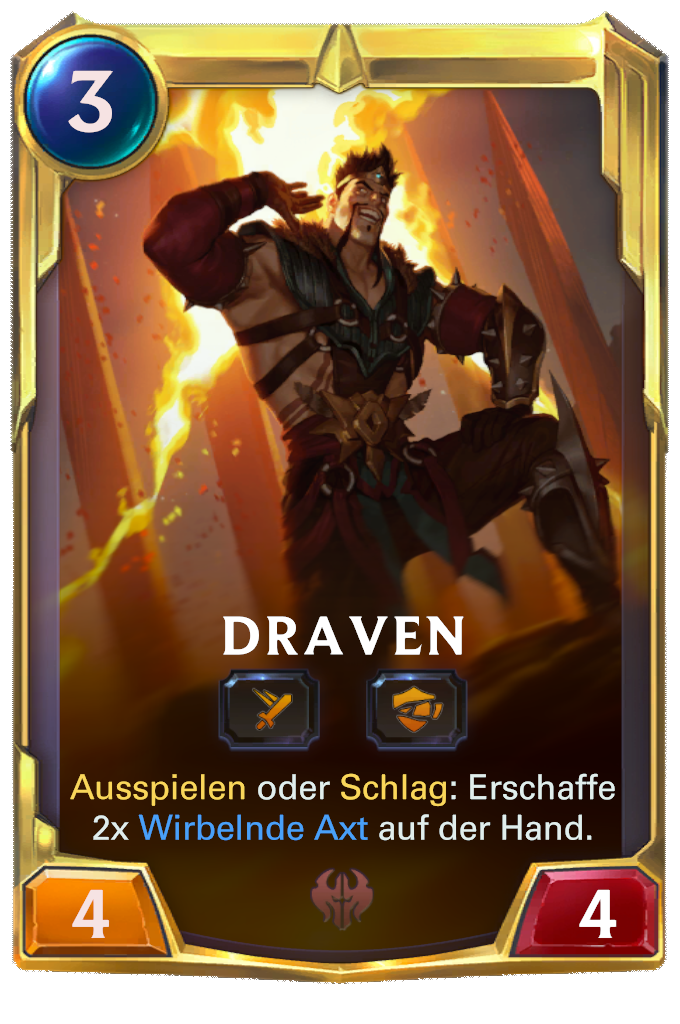 3
DRAVEN
Ausspielen oder Schlag: Erschaffe
2x Wirbelnde Axt auf der Hand.
4 4